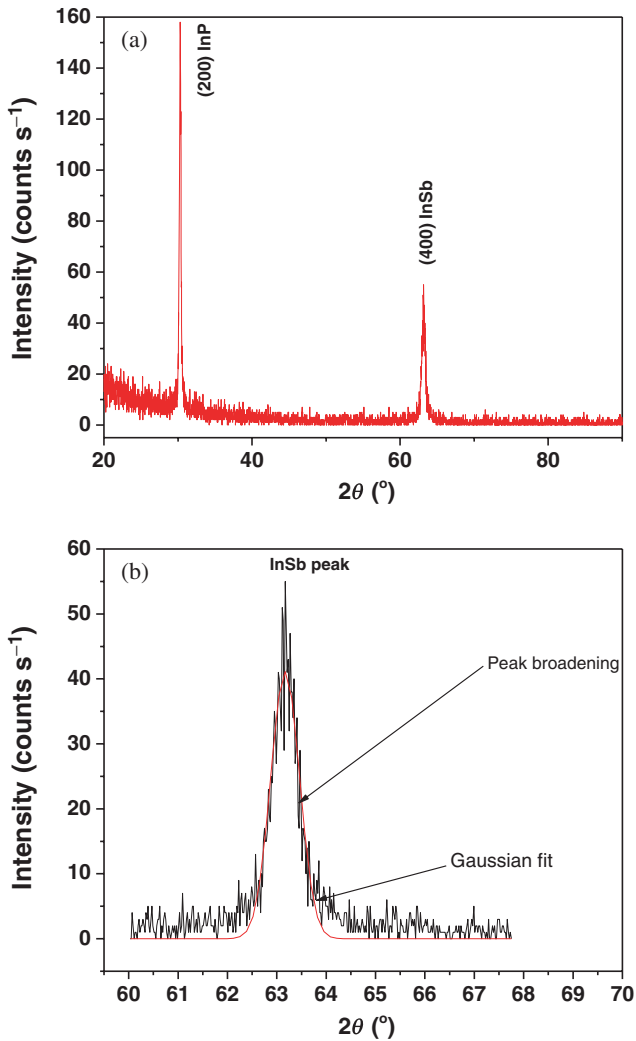 (a)
(200) InP
(400) InSb
160
140
120
100
80
60
40
20
0
Intensity (counts s⁻¹)
20 40 60 80
2θ (°)
(b)
InSb peak
Peak broadening
Gaussian fit
60
50
40
30
20
10
0
Intensity (counts s⁻¹)
60 61 62 63 64 65 66 67 68 69 70
2θ (°)